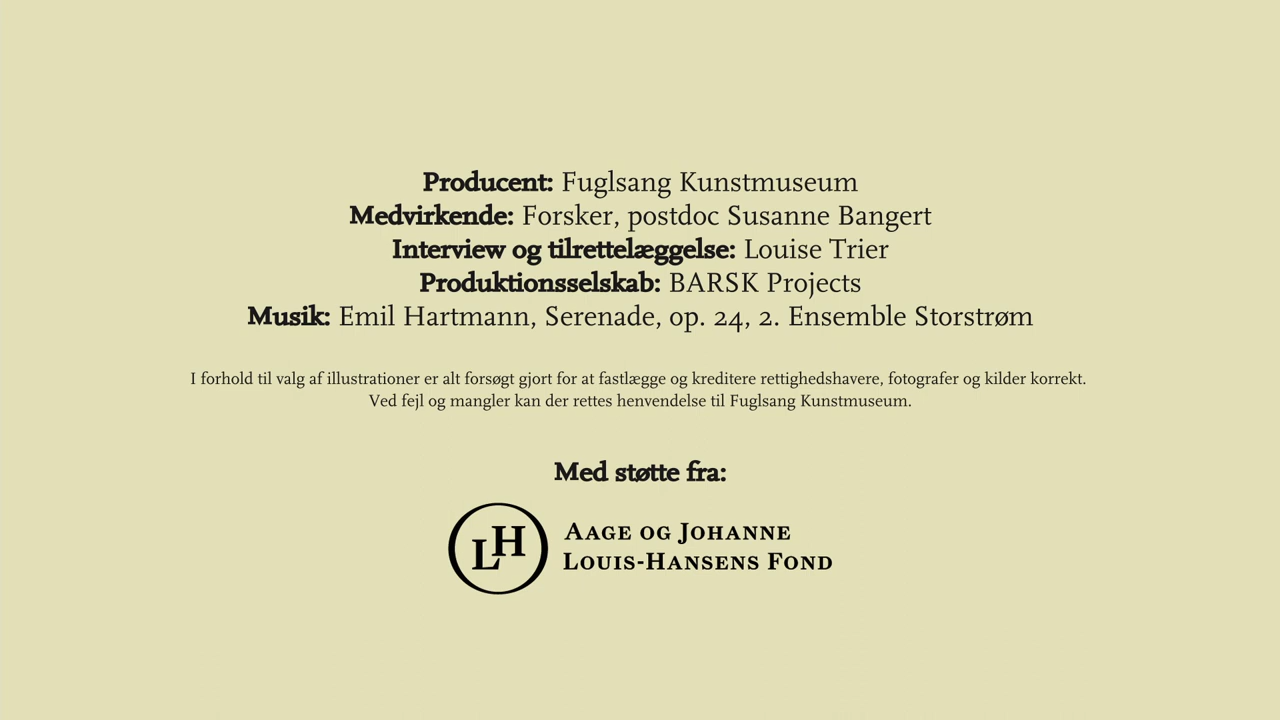 Producent: Fuglsang Kunstmuseum
Medvirkende: Forsker, postdoc Susanne Bangert
Interview og tilrettelæggelse: Louise Trier
Produktionsselskab: BARSK Projects
Musik: Emil Hartmann, Serenade, op. 24, 2. Ensemble Storstrøm
I forhold til valg af illustrationer er alt forsøgt gjort for at fastlægge og kreditere rettighedshavere, fotografer og kilder korrekt.
Ved fejl og mangler kan der rettes henvendelse til Fuglsang Kunstmuseum.
Med støtte fra:
LH
Aage og Johanne
Louis-Hansens Fond